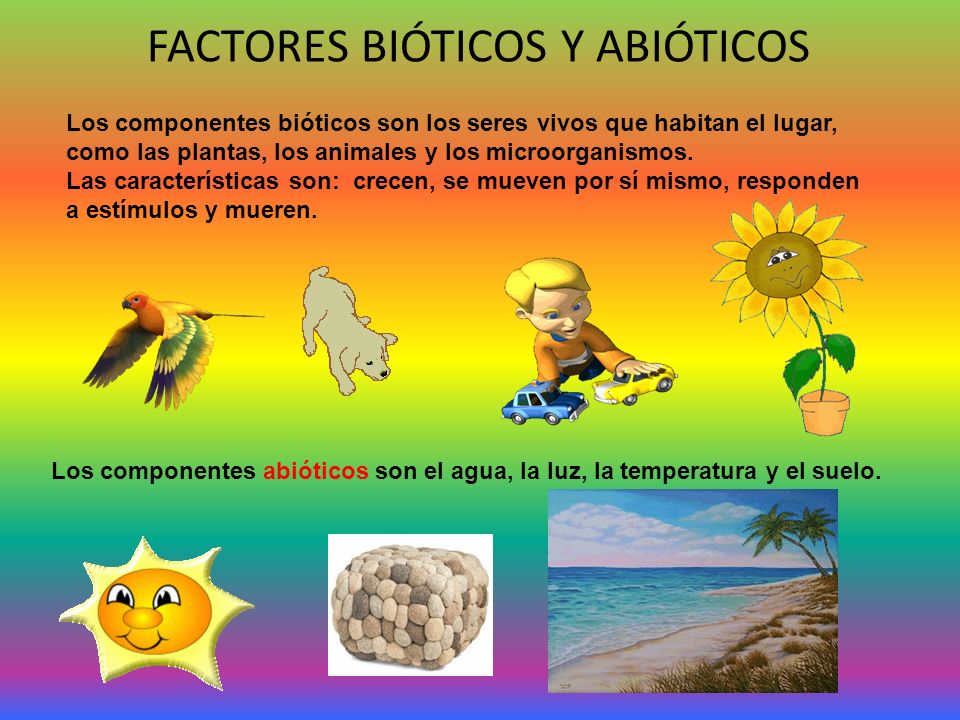 FACTORES BIÓTICOS Y ABIÓTICOS
Los componentes bióticos son los seres vivos que habitan el lugar,
como las plantas, los animales y los microorganismos.
Las características son: crecen, se mueven por sí mismo, responden
a estímulos y mueren.
Los componentes abióticos son el agua, la luz, la temperatura y el suelo.